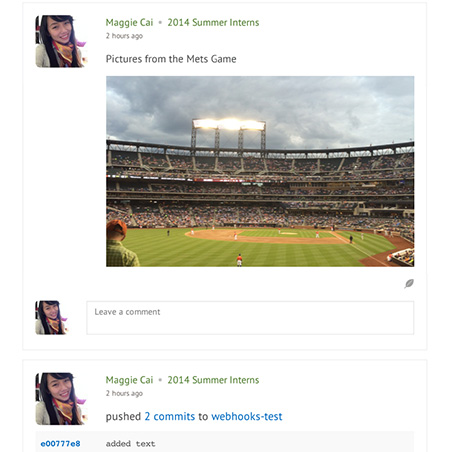 Maggie Cai • 2014 Summer Interns
2 hours ago
Pictures from the Mets Game
Leave a comment
Maggie Cai • 2014 Summer Interns
2 hours ago
pushed 2 commits to webhooks-test
e00777e8 added text